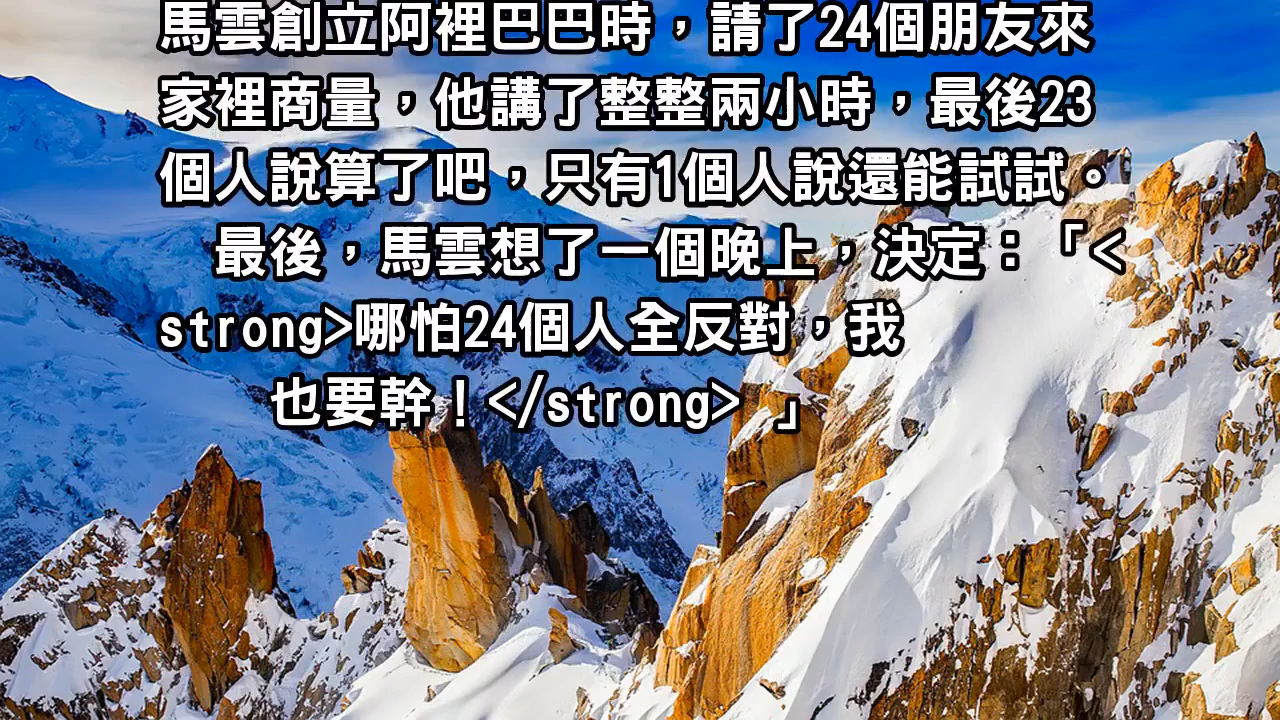 馬雲創立阿裡巴巴時，請了24個朋友來
家裡商量，他講了整整兩小時，最後23
個人說算了吧，只有1個人說還能試試。
最後，馬雲想了一個晚上，決定：「<
strong>哪怕24個人全反對，我
也要幹！</strong> 」